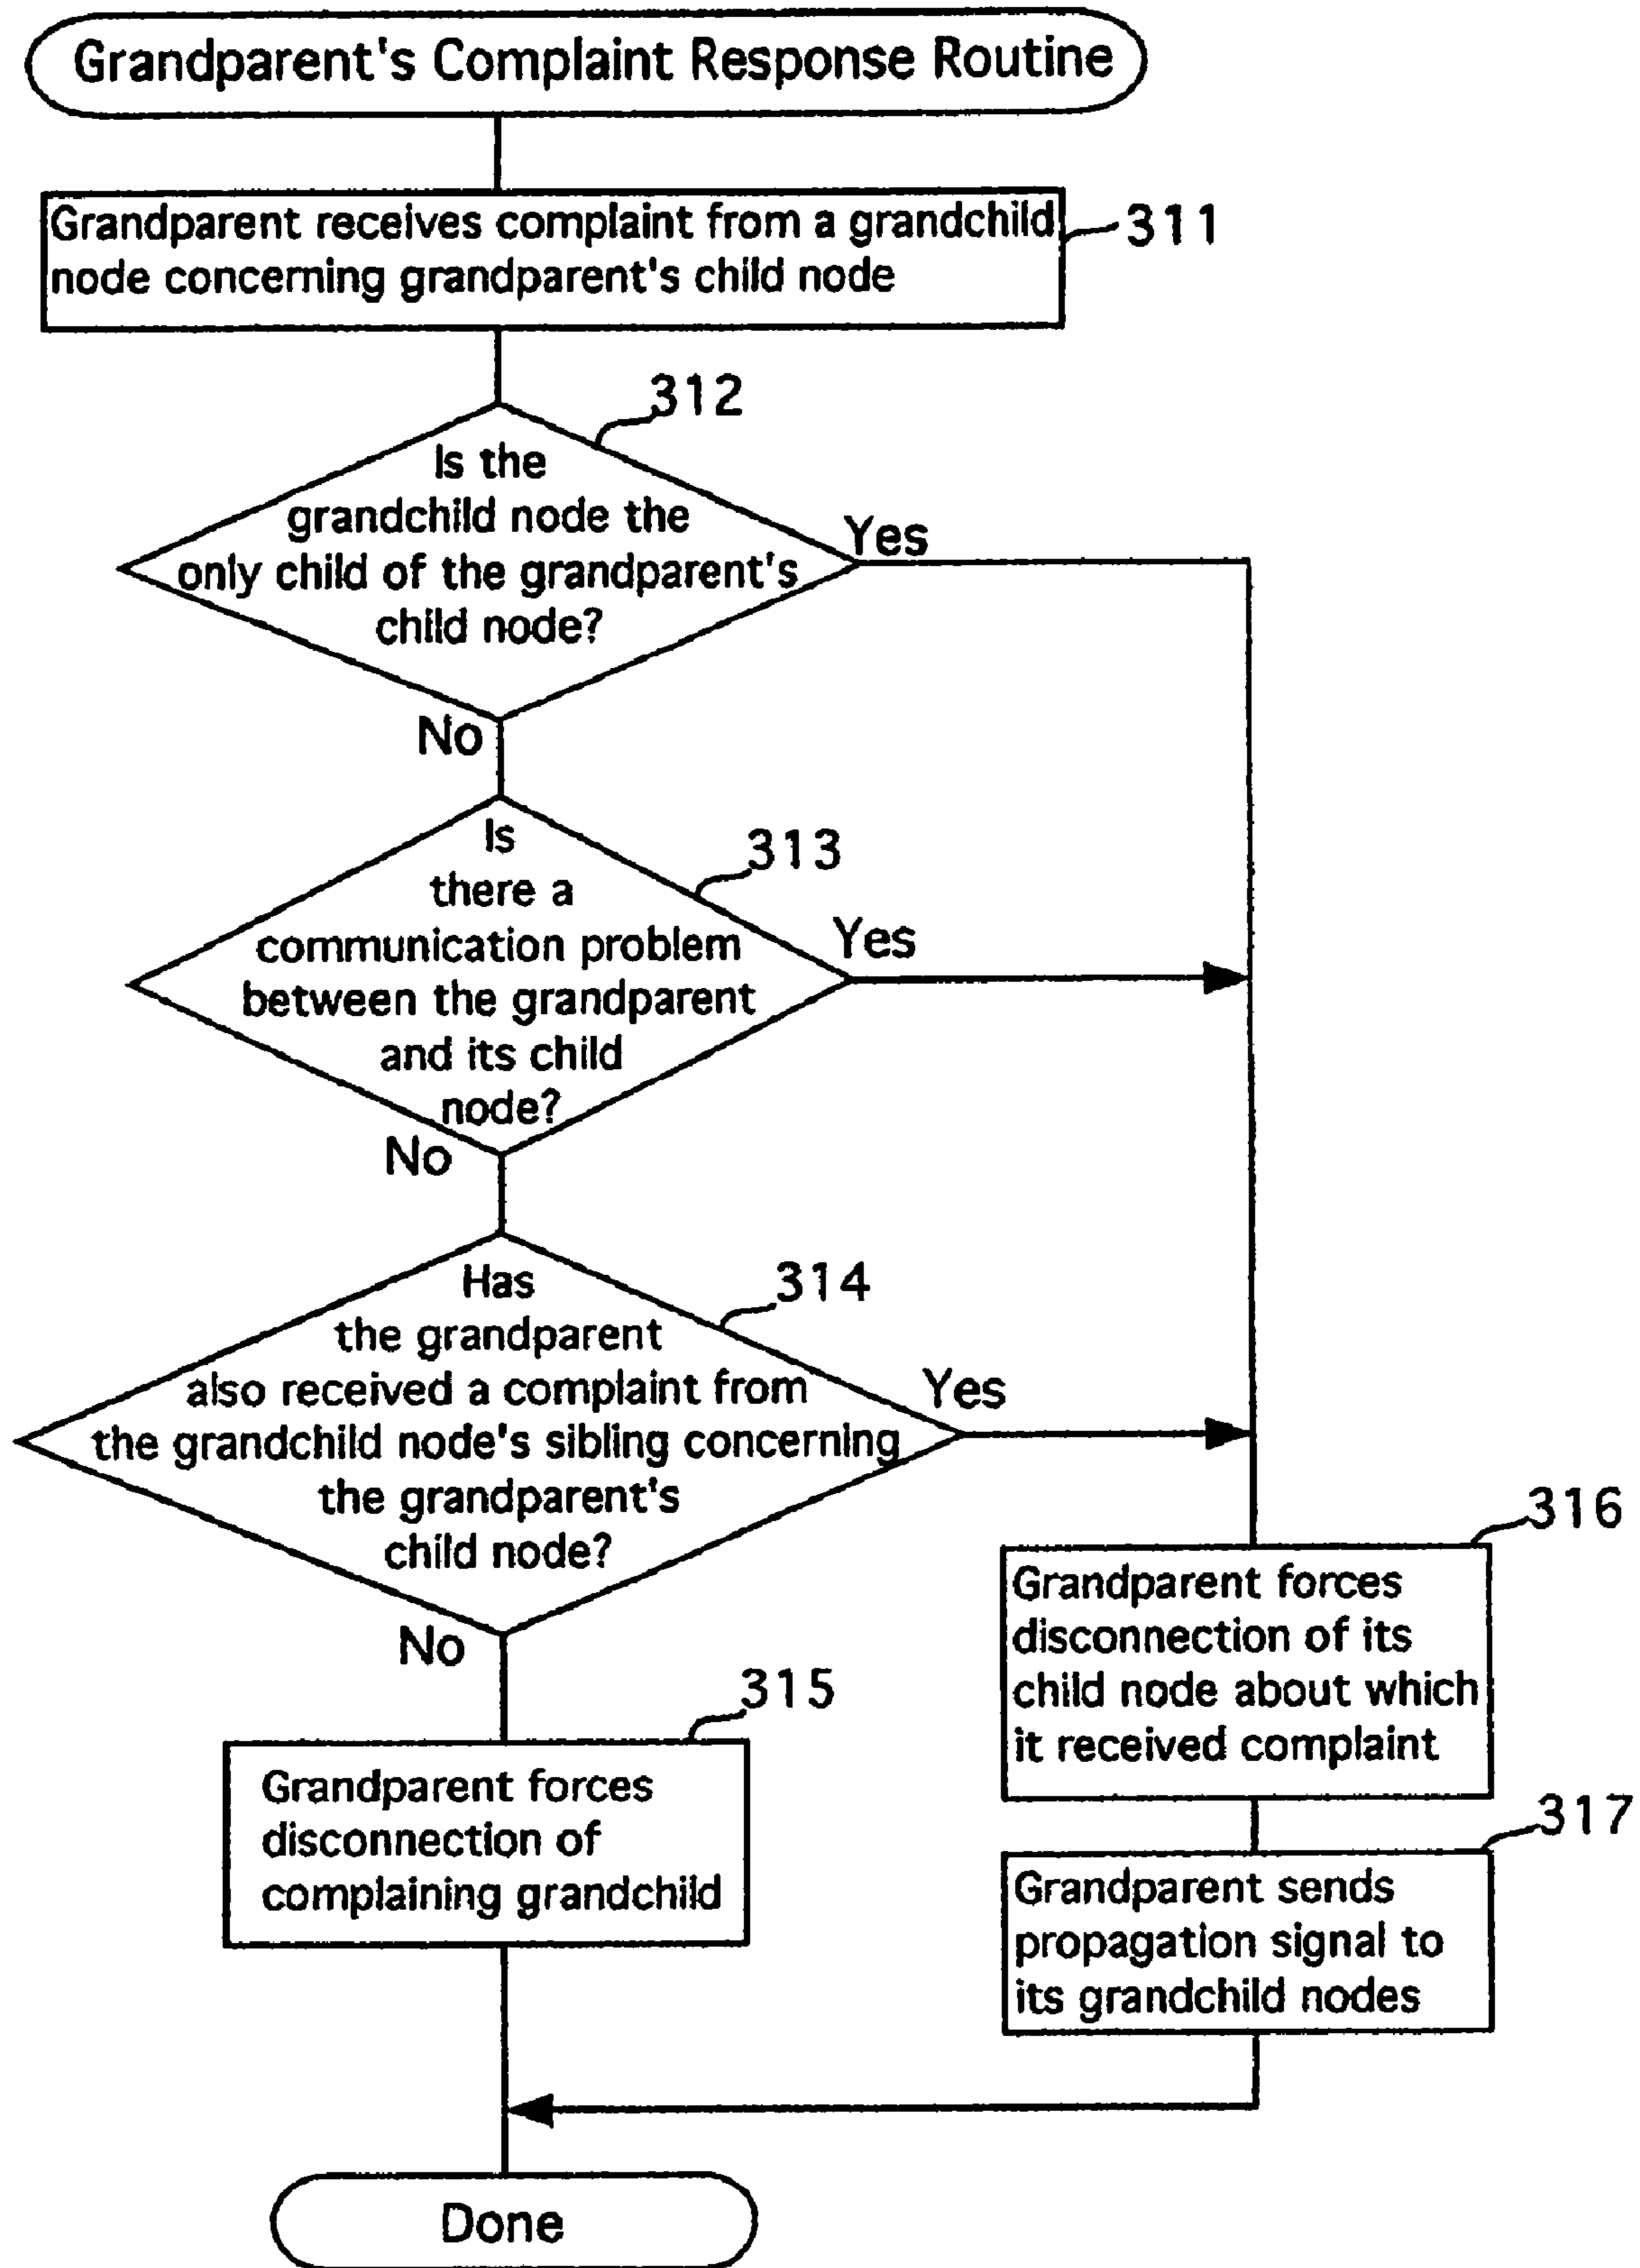 Grandparent's Complaint Response Routine
Grandparent receives complaint from a grandchild
node concerning grandparent's child node
311
312
Is the
grandchild node the
only child of the grandparent's
child node?
Yes
No
313
Is
there a
communication problem
between the grandparent
and its child
node?
Yes
No
314
Has
the grandparent
also received a complaint from
the grandchild node's sibling concerning
the grandparent's
child node?
Yes
No
315
Grandparent forces
disconnection of
complaining grandchild
316
Grandparent forces
disconnection of its
child node about which
it received complaint
317
Grandparent sends
propagation signal to
its grandchild nodes
Done